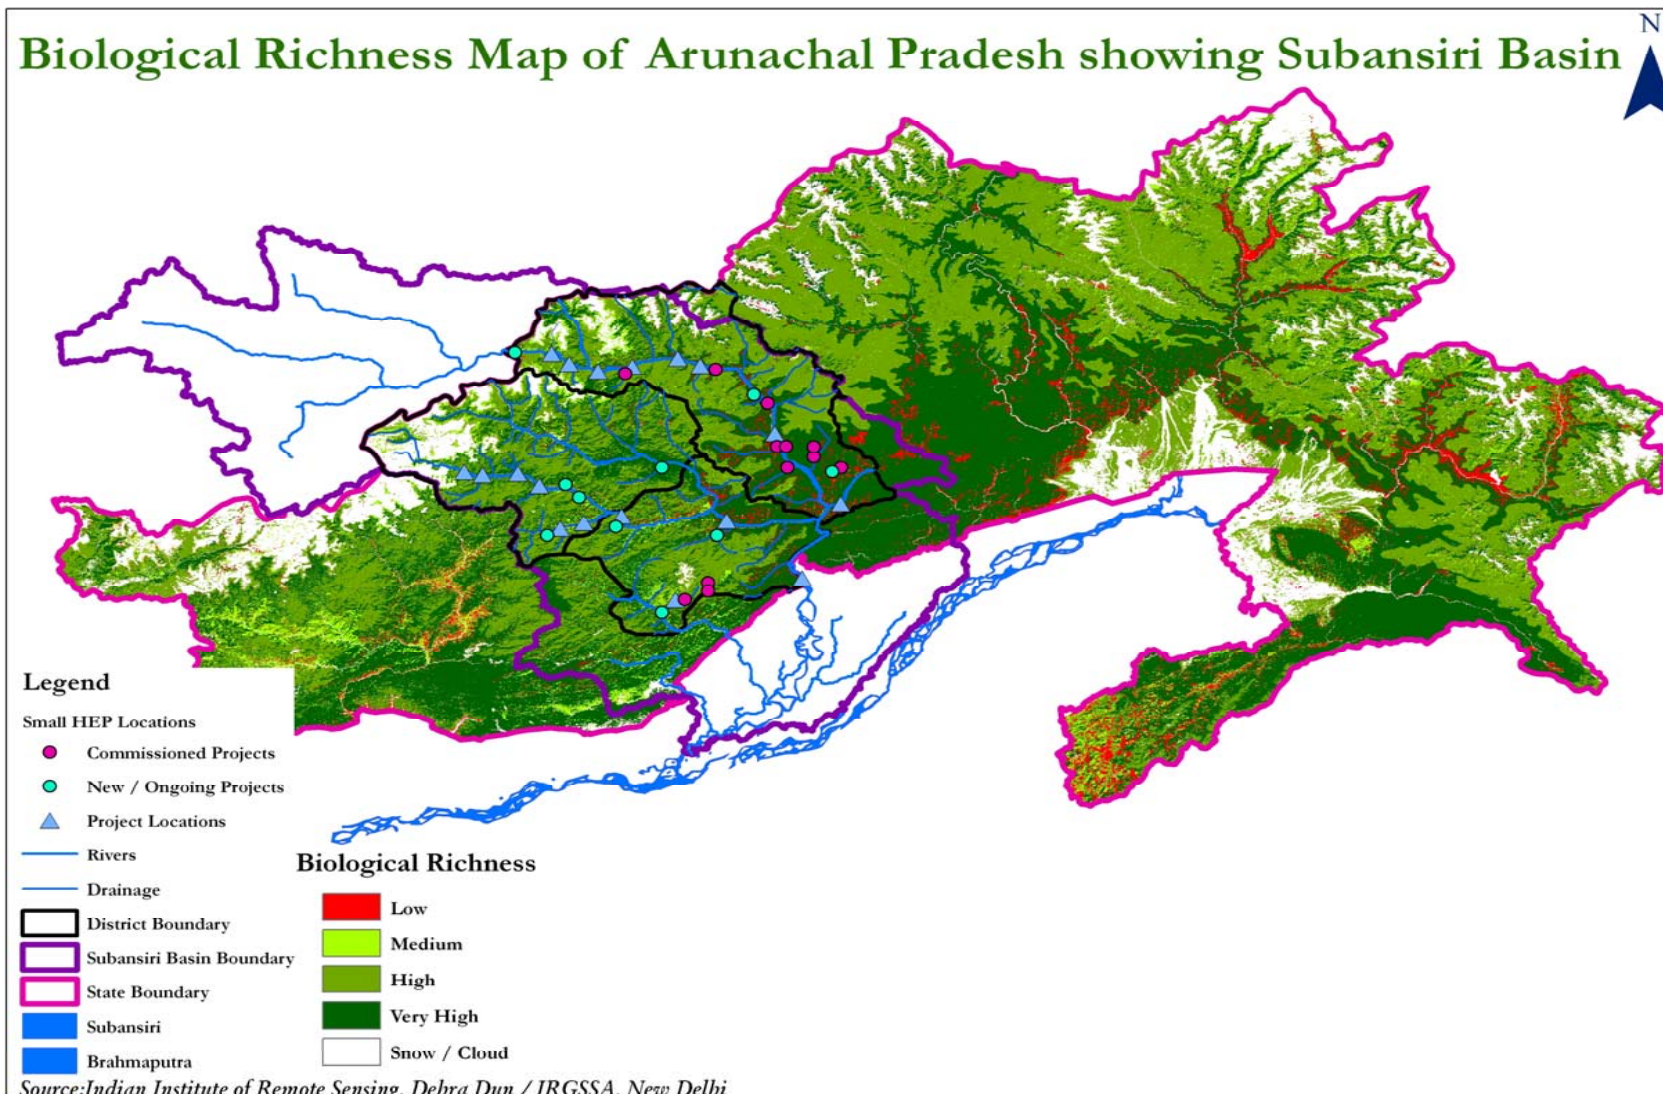 Biological Richness Map of Arunachal Pradesh showing Subansiri Basin
N
Legend
Small HEP Locations
Commissioned Projects
New / Ongoing Projects
Project Locations
Rivers
Drainage
District Boundary
Subansiri Basin Boundary
State Boundary
Subansiri
Brahmaputra
Biological Richness
Low
Medium
High
Very High
Snow / Cloud
Source:Indian Institute of Remote Sensing, Debra Dun / IRGSSA, New Delhi